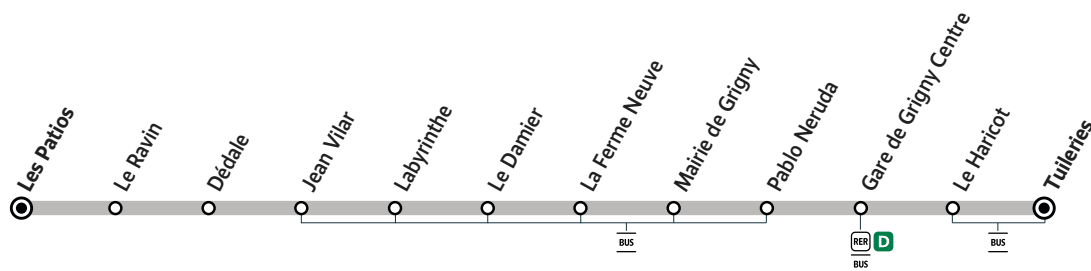 Les Patios
Le Ravin
Dédale
Jean Vilar
Labyrinthe
Le Damier
La Ferme Neuve
Mairie de Grigny
Pablo Neruda
Gare de Grigny Centre
Le Haricot
Tuileries
BUS
RER D
BUS
BUS